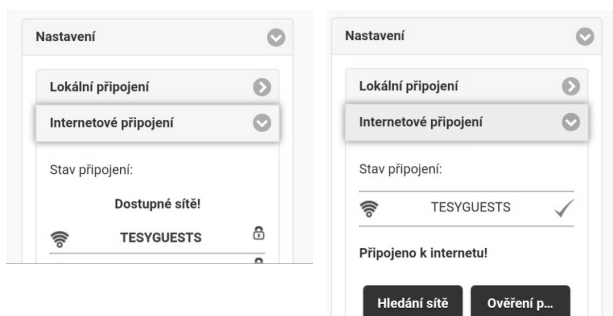 Nastavení
Lokální připojení
Internetové připojení
Stav připojení:
Dostupné sítě!
TESYGUESTS
Nastavení
Lokální připojení
Internetové připojení
Stav připojení:
TESYGUESTS
Připojeno k internetu!
Hledání sítě
Ověření p...